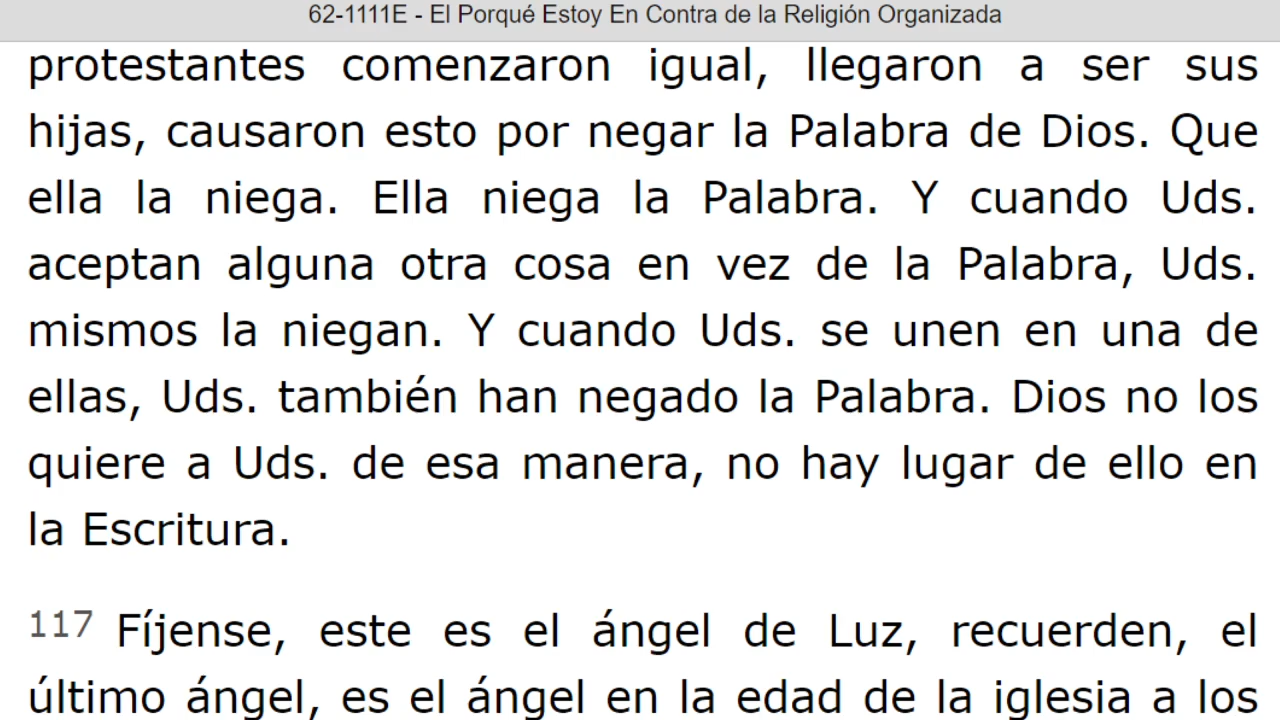 62-1111E - El Porqué Estoy En Contra de la Religión Organizada
protestantes comenzaron igual, llegaron a ser sus
hijas, causaron esto por negar la Palabra de Dios. Que
ella la niega. Ella niega la Palabra. Y cuando Uds.
aceptan alguna otra cosa en vez de la Palabra, Uds.
mismos la niegan. Y cuando Uds. se unen en una de
ellas, Uds. también han negado la Palabra. Dios no los
quiere a Uds. de esa manera, no hay lugar de ello en
la Escritura.
117 Fíjense, este es el ángel de Luz, recuerden, el
último ángel, es el ángel en la edad de la iglesia a los